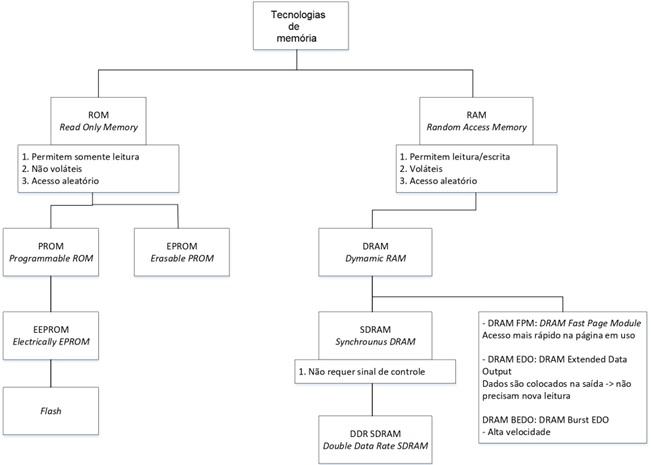 Tecnologias
de
memória
ROM
Read Only Memory
1. Permitem somente leitura
2. Não voláteis
3. Acesso aleatório
RAM
Random Access Memory
1. Permitem leitura/escrita
2. Voláteis
3. Acesso aleatório
PROM
Programmable ROM
EPROM
Erasable PROM
DRAM
Dymamic RAM
EEPROM
Electrically EPROM
SDRAM
Synchrounus DRAM
1. Não requer sinal de controle
- DRAM FPM: DRAM Fast Page Module
Acesso mais rápido na página em uso
- DRAM EDO: DRAM Extended Data
Output
Dados são colocados na saída -> não
precisam nova leitura
DRAM BEDO: DRAM Burst EDO
- Alta velocidade
Flash
DDR SDRAM
Double Data Rate SDRAM